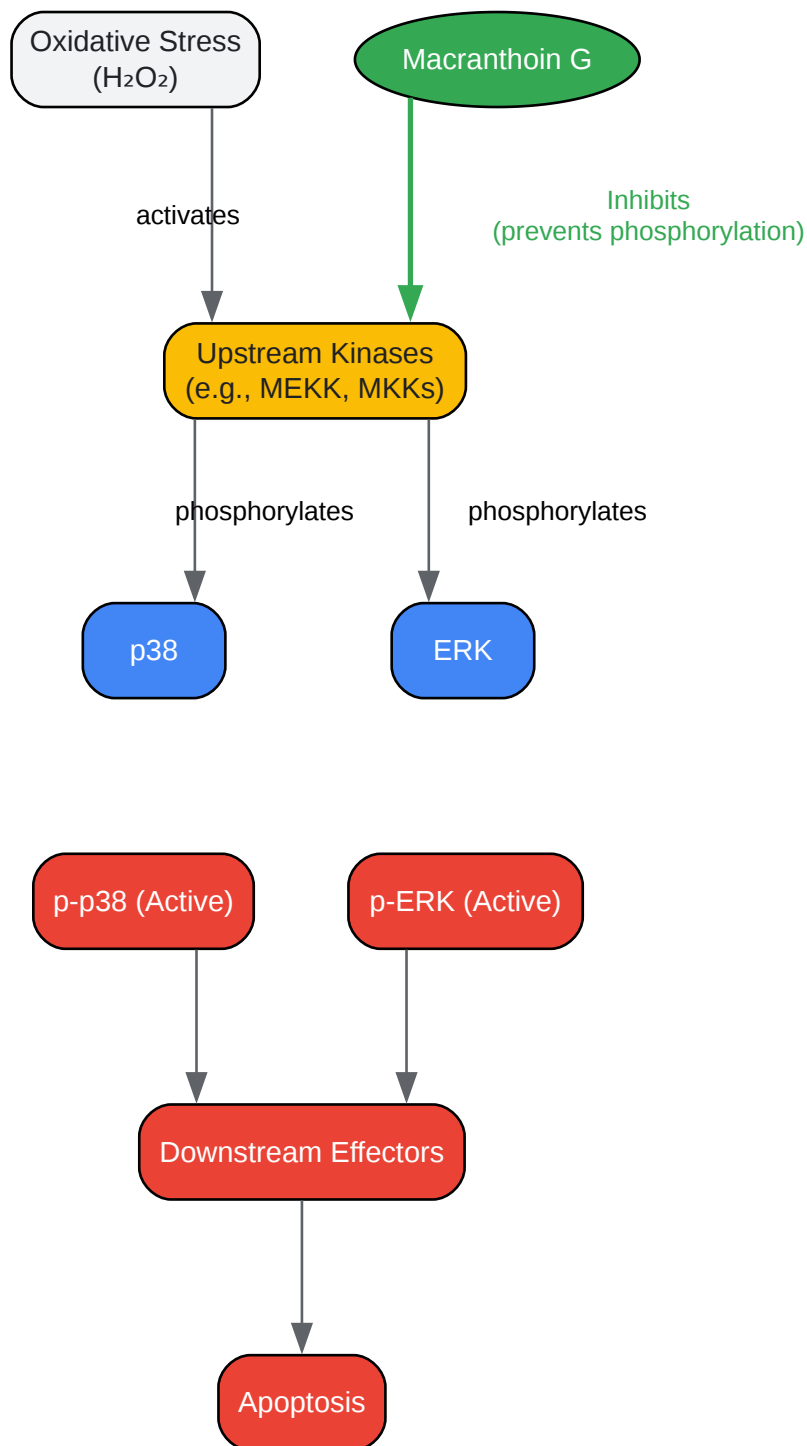 Oxidative Stress
(H₂O₂)
Macranthoin G
activates
Inhibits
(prevents phosphorylation)
Upstream Kinases
(e.g., MEKK, MKKs)
phosphorylates
phosphorylates
p38
ERK
p-p38 (Active)
p-ERK (Active)
Downstream Effectors
Apoptosis